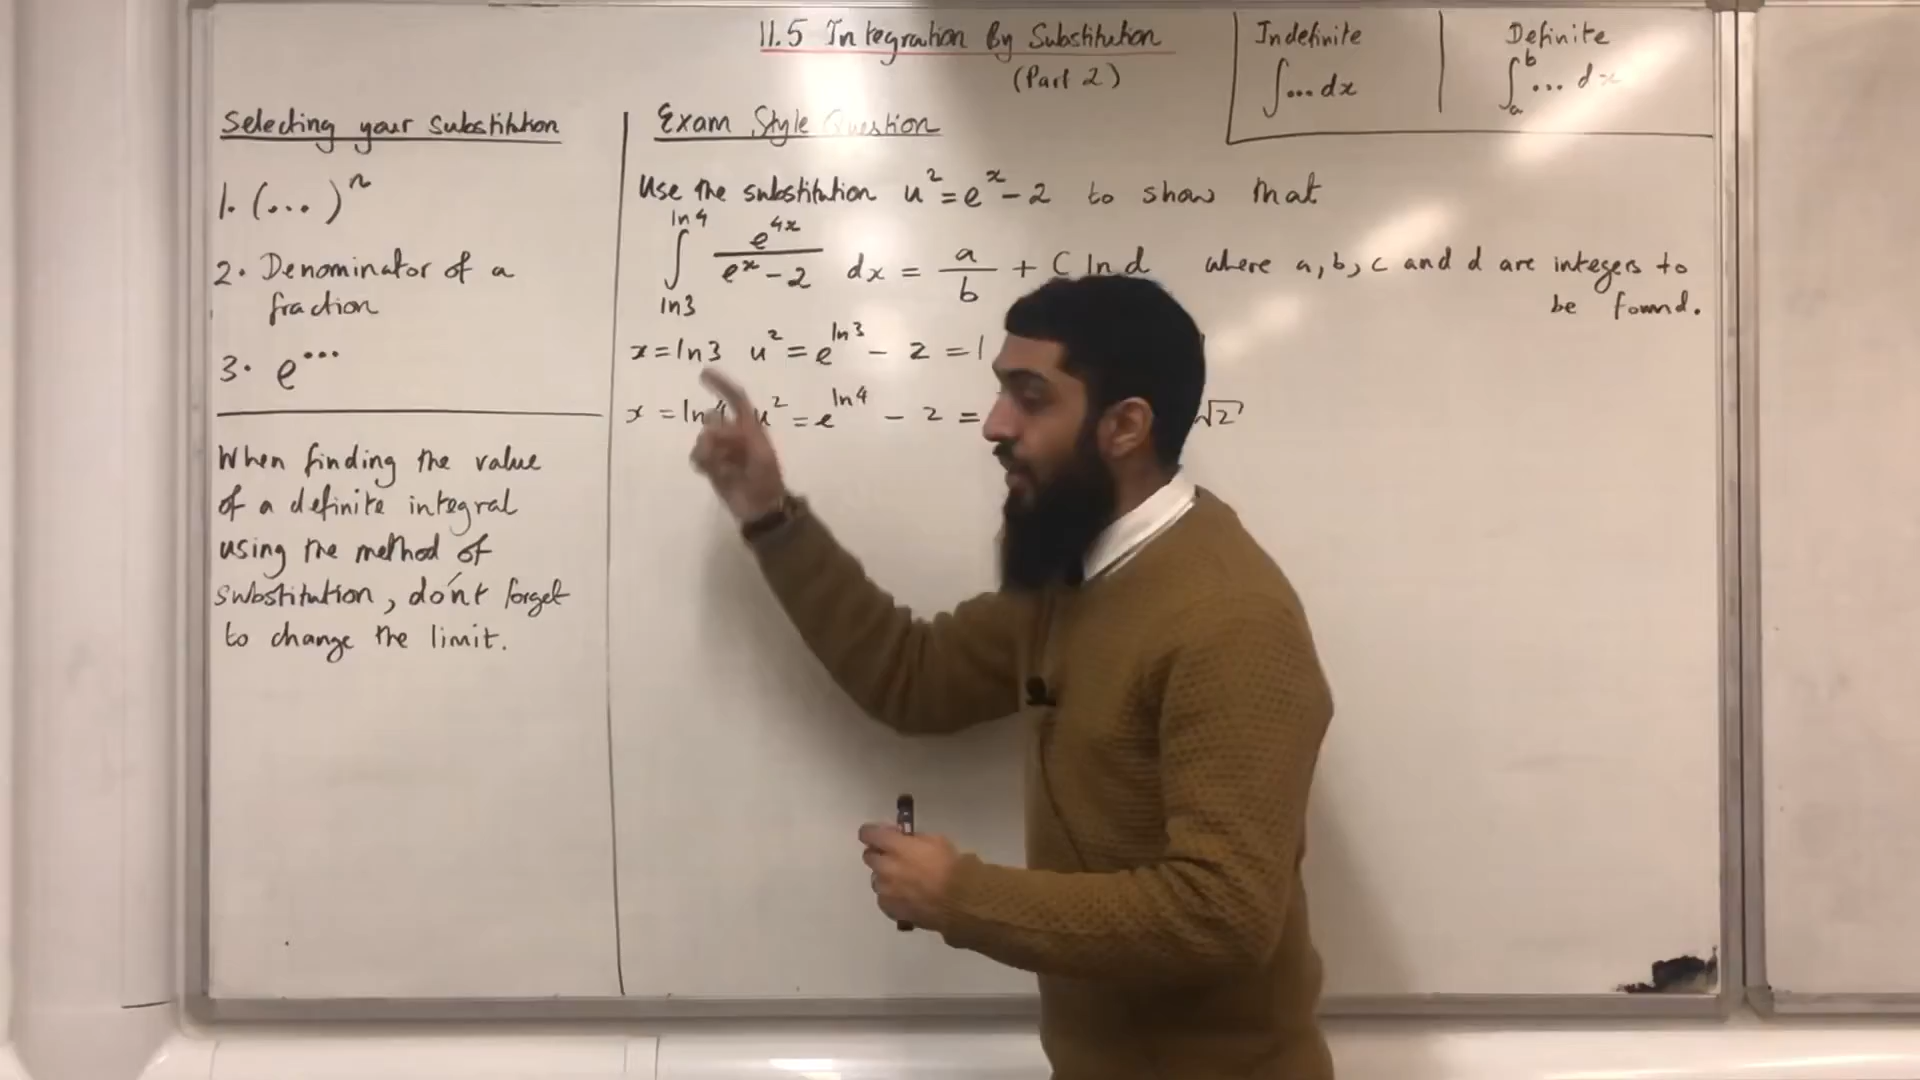 11.5 Integration By Substitution
(Part 2)
Indefinite
∫...dx
Definite
∫ₐᵇ... dx
Selecting your substitution
1. (...)ⁿ
2. Denominator of a
fraction
3. e^...
When finding the value
of a definite integral
using the method of
substitution, don't forget
to change the limit.
Exam Style Question
Use the substitution u² = eˣ - 2 to show that
∫_{ln3}^{ln4} e^{4x}/(eˣ - 2) dx = a/b + C ln d where a, b, c and d are integers to
be found.
x = ln3 u² = e^{ln3} - 2 = 1
x = ln4 u² = e^{ln4} - 2 = √2